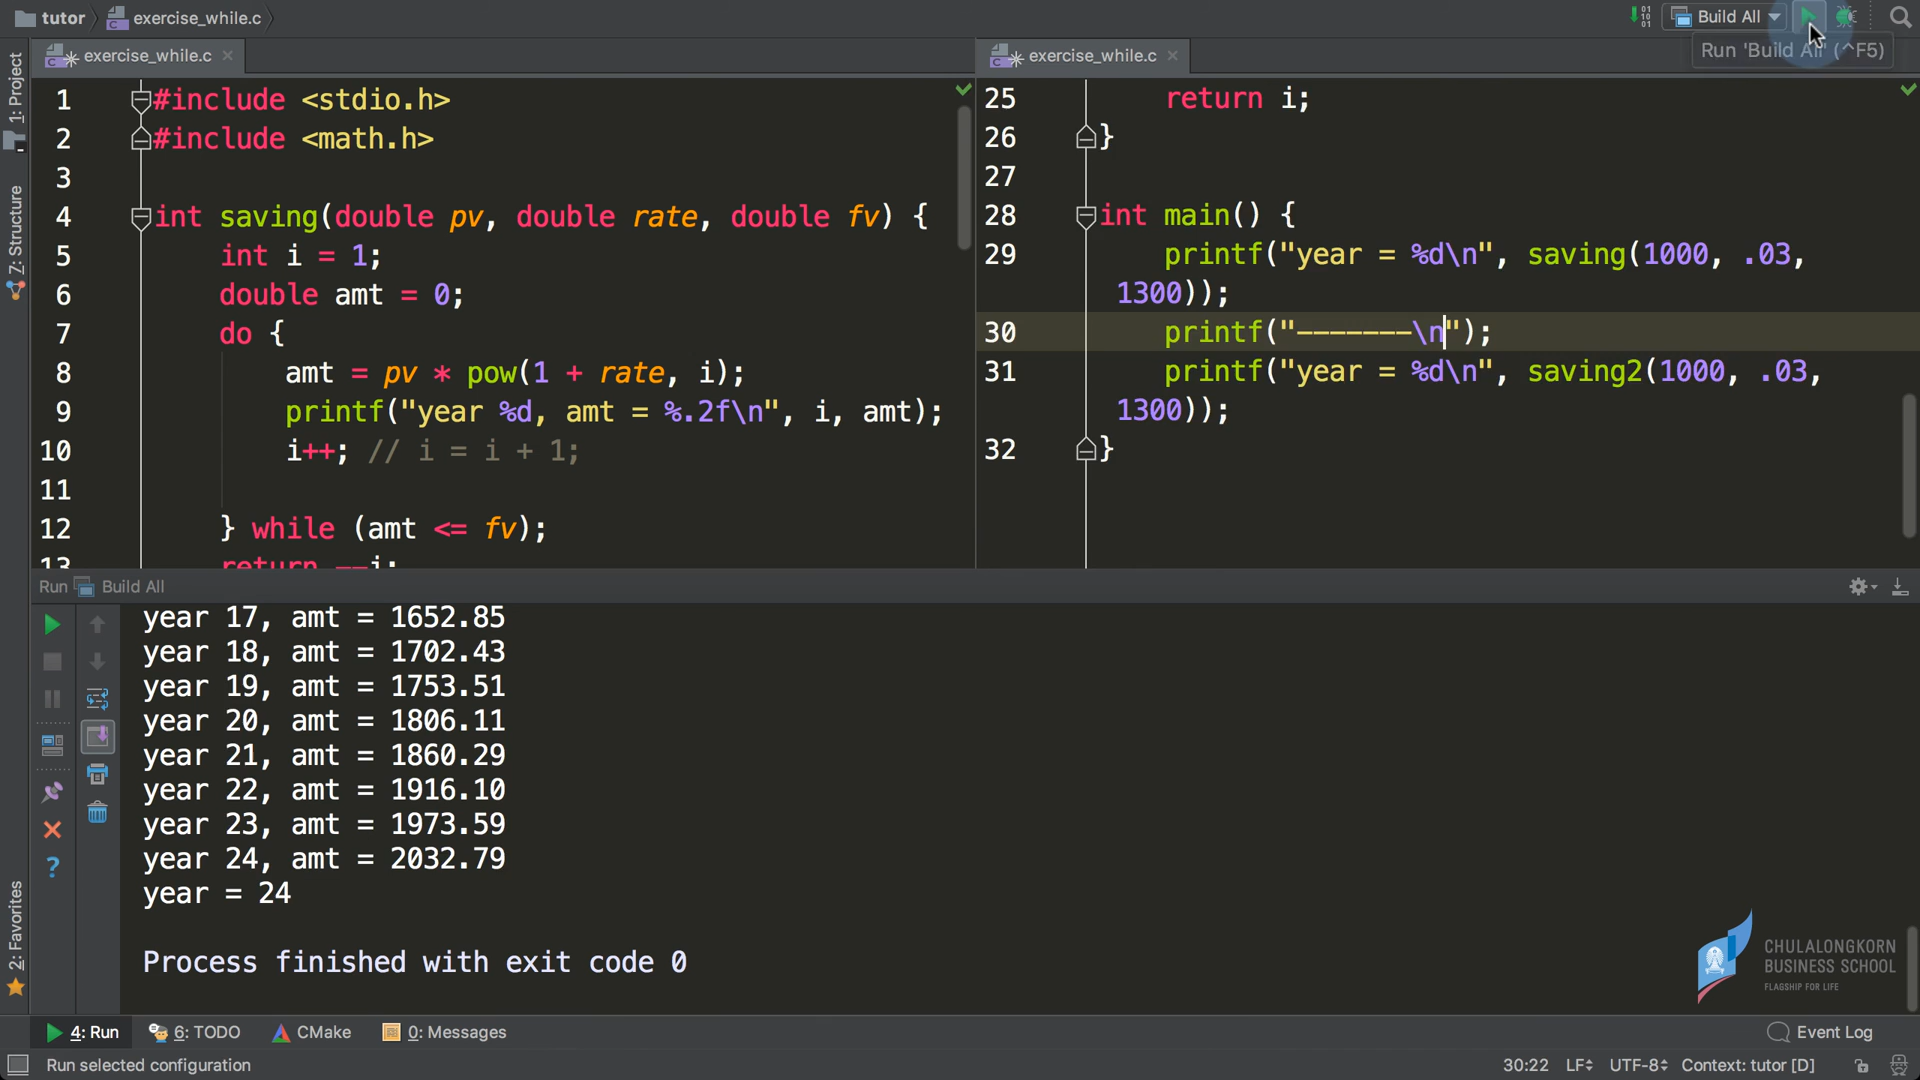 tutor exercise_while.c
Build All
Run 'Build All' (^F5)
exercise_while.c
exercise_while.c
1: Project
Z: Structure
2: Favorites
1 #include <stdio.h>
2 #include <math.h>
3
4 int saving(double pv, double rate, double fv) {
5 int i = 1;
6 double amt = 0;
7 do {
8 amt = pv * pow(1 + rate, i);
9 printf("year %d, amt = %.2f\n", i, amt);
10 i++; // i = i + 1;
11
12 } while (amt <= fv);
13 return --i;
25 return i;
26 }
27
28 int main() {
29 printf("year = %d\n", saving(1000, .03,
1300));
30 printf("-------\n");
31 printf("year = %d\n", saving2(1000, .03,
1300));
32 }
Run Build All
year 17, amt = 1652.85
year 18, amt = 1702.43
year 19, amt = 1753.51
year 20, amt = 1806.11
year 21, amt = 1860.29
year 22, amt = 1916.10
year 23, amt = 1973.59
year 24, amt = 2032.79
year = 24
Process finished with exit code 0
CHULALONGKORN
BUSINESS SCHOOL
FLAGSHIP FOR LIFE
4: Run 6: TODO CMake 0: Messages Event Log
Run selected configuration 30:22 LF UTF-8 Context: tutor [D]